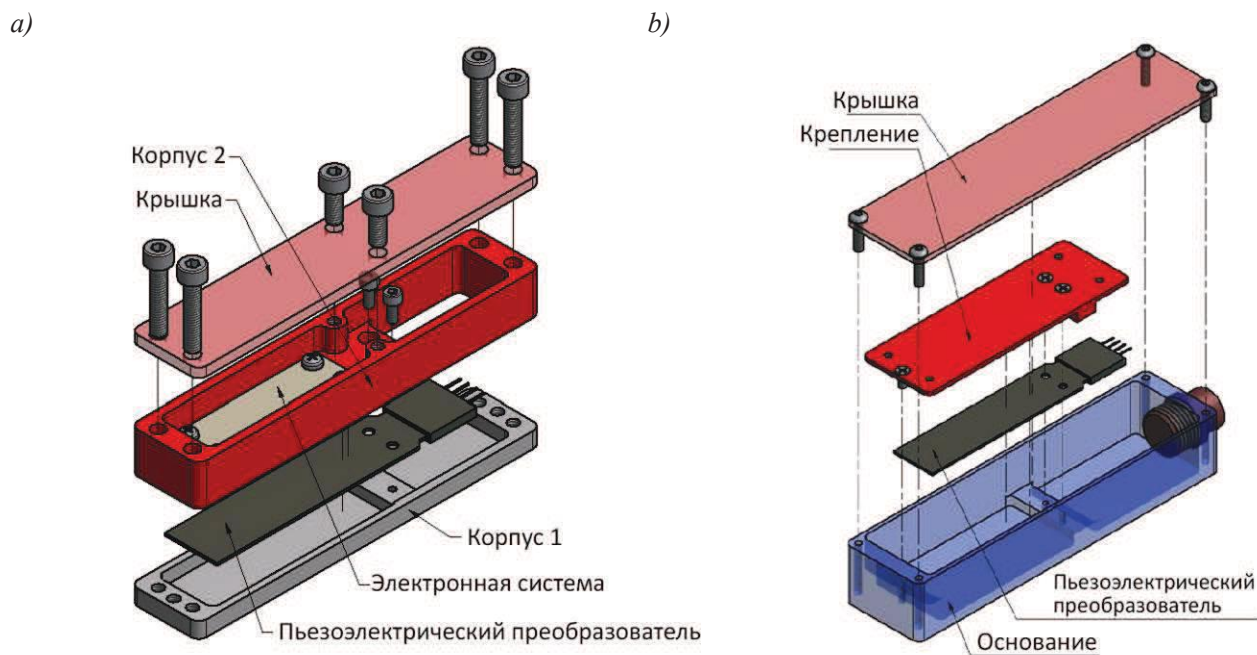 a)
Корпус 2
Крышка
Корпус 1
Электронная система
Пьезоэлектрический преобразователь
b)
Крышка
Крепление
Пьезоэлектрический
преобразователь
Основание